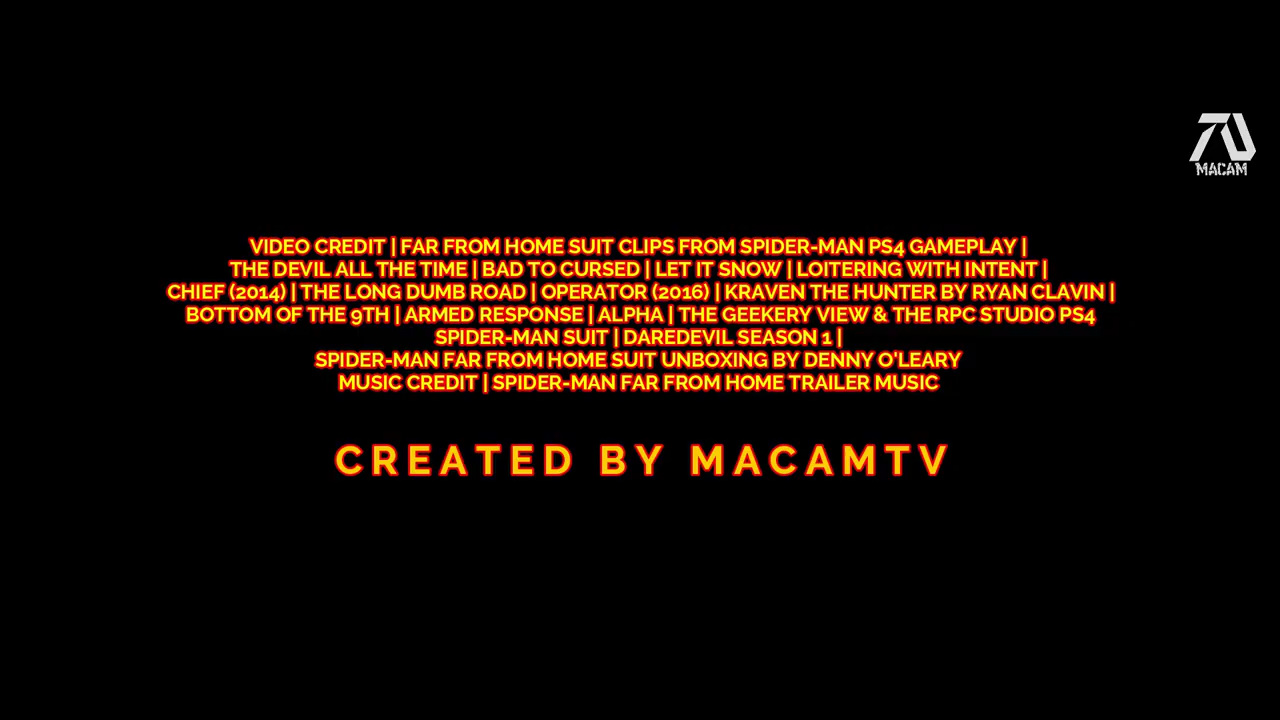 MACAM
VIDEO CREDIT | FAR FROM HOME SUIT CLIPS FROM SPIDER-MAN PS4 GAMEPLAY |
THE DEVIL ALL THE TIME | BAD TO CURSED | LET IT SNOW | LOITERING WITH INTENT |
CHIEF (2014) | THE LONG DUMB ROAD | OPERATOR (2016) | KRAVEN THE HUNTER BY RYAN CLAVIN |
BOTTOM OF THE 9TH | ARMED RESPONSE | ALPHA | THE GEEKERY VIEW & THE RPC STUDIO PS4
SPIDER-MAN SUIT | DAREDEVIL SEASON 1 |
SPIDER-MAN FAR FROM HOME SUIT UNBOXING BY DENNY O'LEARY
MUSIC CREDIT | SPIDER-MAN FAR FROM HOME TRAILER MUSIC
CREATED BY MACAMTV